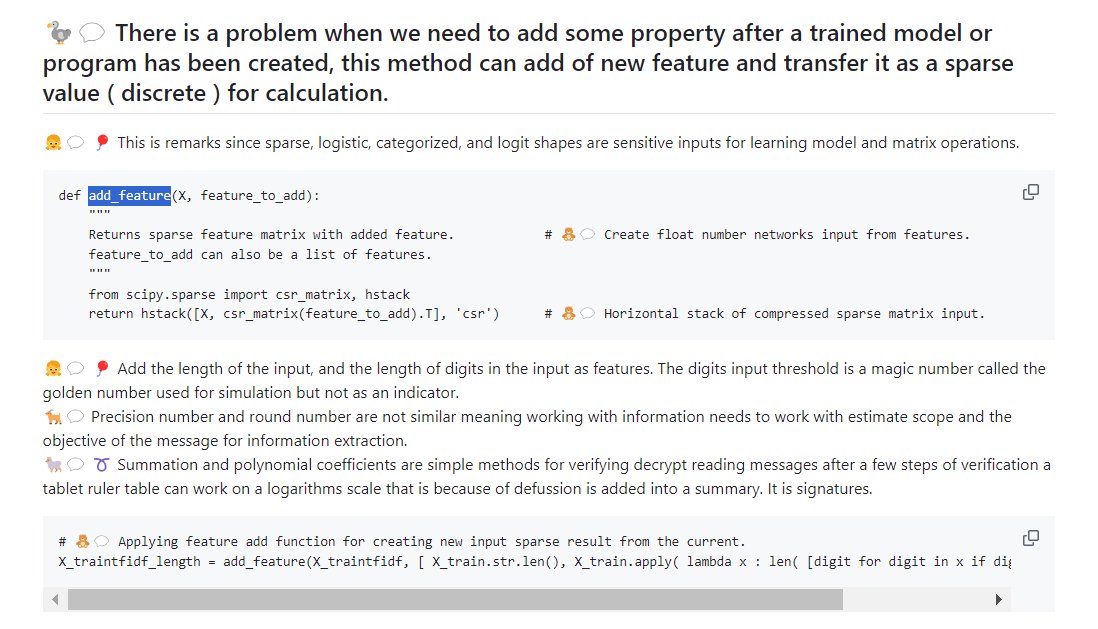 There is a problem when we need to add some property after a trained model or
program has been created, this method can add of new feature and transfer it as a sparse
value ( discrete ) for calculation.
This is remarks since sparse, logistic, categorized, and logit shapes are sensitive inputs for learning model and matrix operations.
def add_feature(X, feature_to_add):
"""
Returns sparse feature matrix with added feature. # Create float number networks input from features.
feature_to_add can also be a list of features.
"""
from scipy.sparse import csr_matrix, hstack
return hstack([X, csr_matrix(feature_to_add).T], 'csr') # Horizontal stack of compressed sparse matrix input.
Add the length of the input, and the length of digits in the input as features. The digits input threshold is a magic number called the
golden number used for simulation but not as an indicator.
Precision number and round number are not similar meaning working with information needs to work with estimate scope and the
objective of the message for information extraction.
Summation and polynomial coefficients are simple methods for verifying decrypt reading messages after a few steps of verification a
tablet ruler table can work on a logarithms scale that is because of defussion is added into a summary. It is signatures.
# Applying feature add function for creating new input sparse result from the current.
X_traintfidf_length = add_feature(X_traintfidf, [ X_train.str.len(), X_train.apply( lambda x : len( [digit for digit in x if